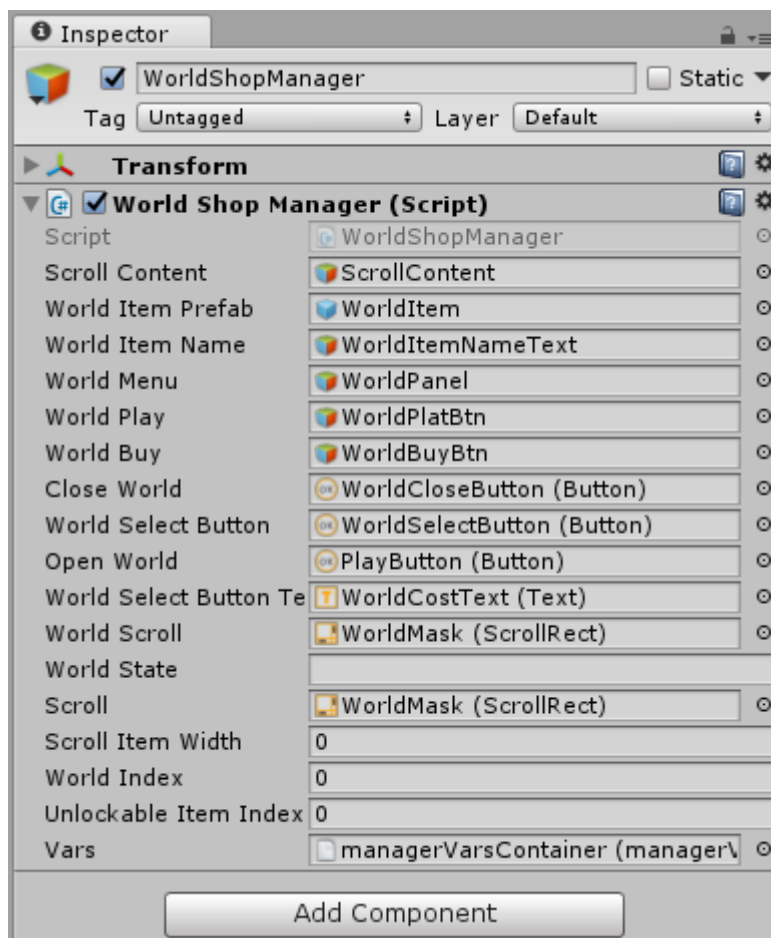 Inspector
WorldShopManager Static
Tag Untagged Layer Default
Transform
World Shop Manager (Script)
Script WorldShopManager
Scroll Content ScrollContent
World Item Prefab WorldItem
World Item Name WorldItemNameText
World Menu WorldPanel
World Play WorldPlatBtn
World Buy WorldBuyBtn
Close World WorldCloseButton (Button)
World Select Button WorldSelectButton (Button)
Open World PlayButton (Button)
World Select Button Te WorldCostText (Text)
World Scroll WorldMask (ScrollRect)
World State
Scroll WorldMask (ScrollRect)
Scroll Item Width 0
World Index 0
Unlockable Item Index 0
Vars managerVarsContainer (manager
Add Component